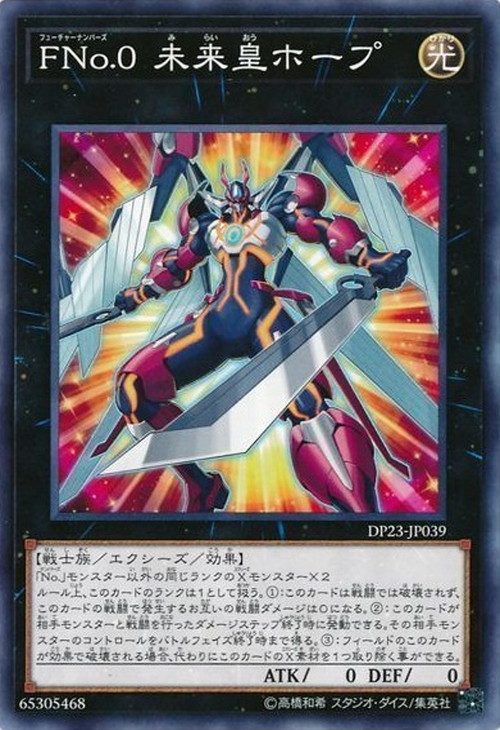 フューチャーナンバーズ み らい おう
FNo.0 未来皇ホープ
ひかり
光
DP23-JP039
せんしぞく こうか
【戦士族/エクシーズ/効果】
「No.」モンスター以外の同じランクのXモンスター×2
ルール上、このカードのランクは1として扱う。①:このカードは戦闘では破壊されず、
このカードの戦闘で発生するお互いの戦闘ダメージは0になる。②:このカードが
相手モンスターと戦闘を行ったダメージステップ終了時に発動できる。その相手モン
スターのコントロールをバトルフェイズ終了時まで得る。③:フィールドのこのカード
が効果で破壊される場合、代わりにこのカードのX素材を1つ取り除く事ができる。
ATK/ 0 DEF/ 0
65305468 ©高橋和希 スタジオ・ダイス/集英社